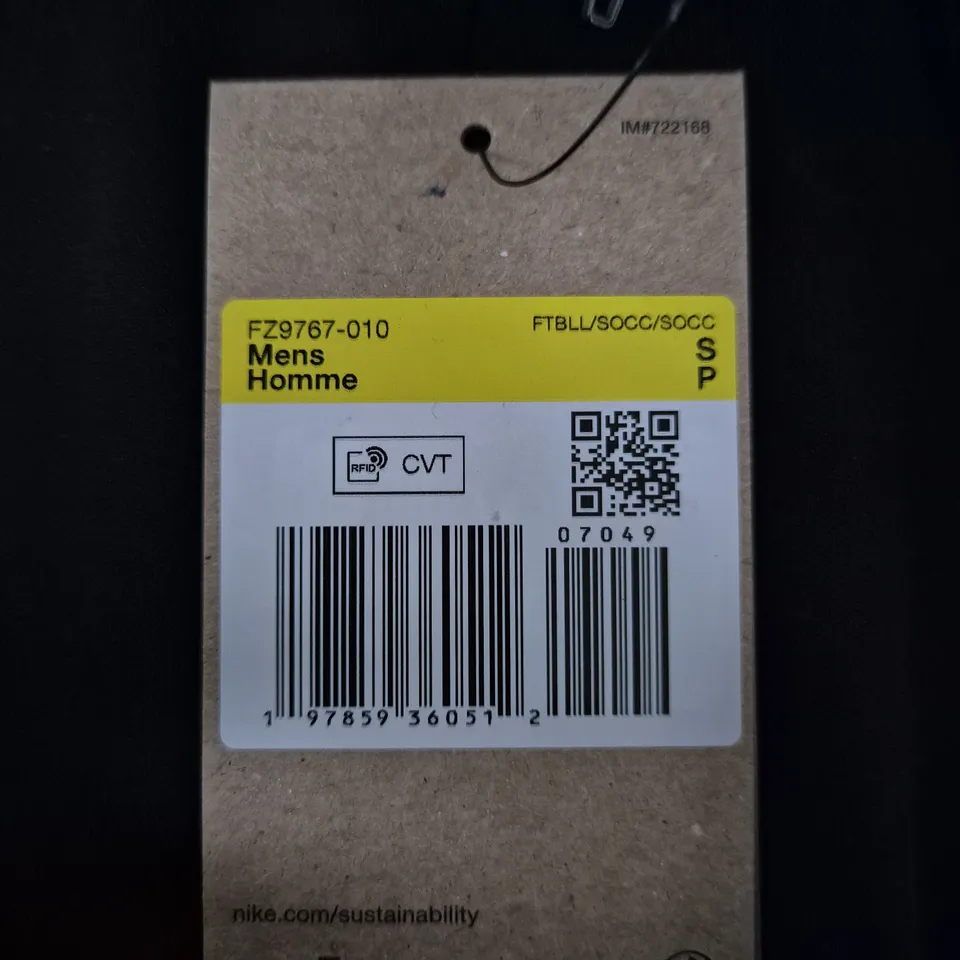 IM#722168
FZ9767-010 FTBLL/SOCC/SOCC
Mens S
Homme P
RFID CVT
07049
1 97859 36051 2
nike.com/sustainability